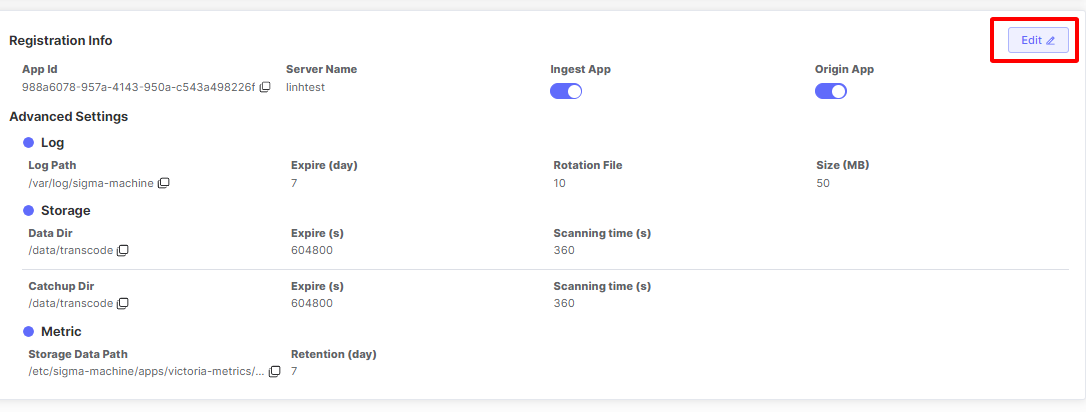 Registration Info
Edit
App Id Server Name Ingest App Origin App
988a6078-957a-4143-950a-c543a498226f linhtest
Advanced Settings
Log
Log Path Expire (day) Rotation File Size (MB)
/var/log/sigma-machine 7 10 50
Storage
Data Dir Expire (s) Scanning time (s)
/data/transcode 604800 360
Catchup Dir Expire (s) Scanning time (s)
/data/transcode 604800 360
Metric
Storage Data Path Retention (day)
/etc/sigma-machine/apps/victoria-metrics/... 7